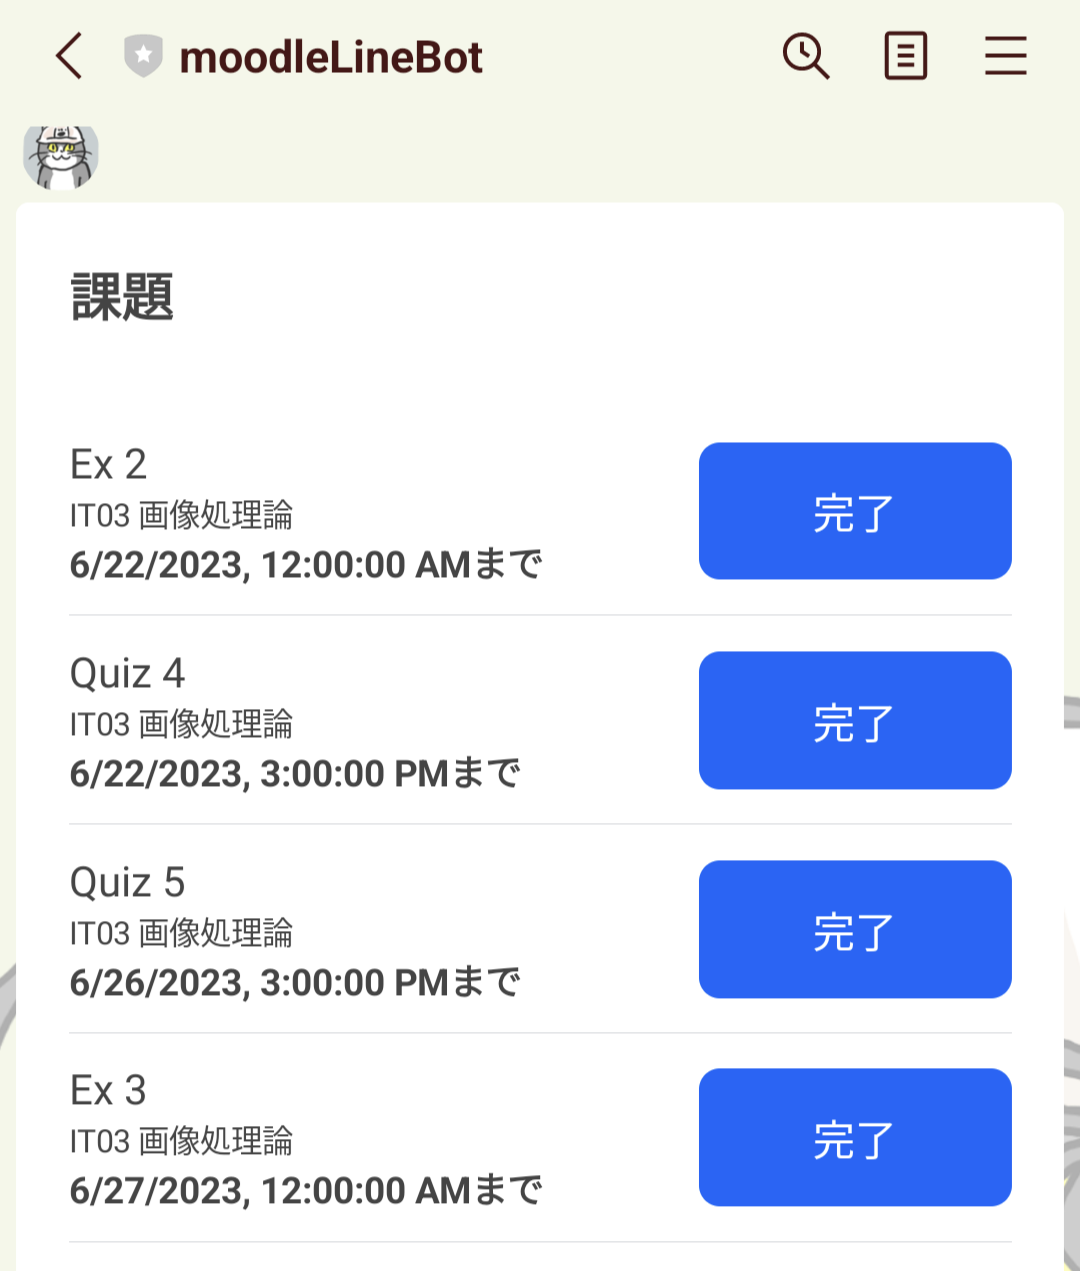 moodleLineBot
課題
Ex 2
IT03 画像処理論
6/22/2023, 12:00:00 AMまで
完了
Quiz 4
IT03 画像処理論
6/22/2023, 3:00:00 PMまで
完了
Quiz 5
IT03 画像処理論
6/26/2023, 3:00:00 PMまで
完了
Ex 3
IT03 画像処理論
6/27/2023, 12:00:00 AMまで
完了